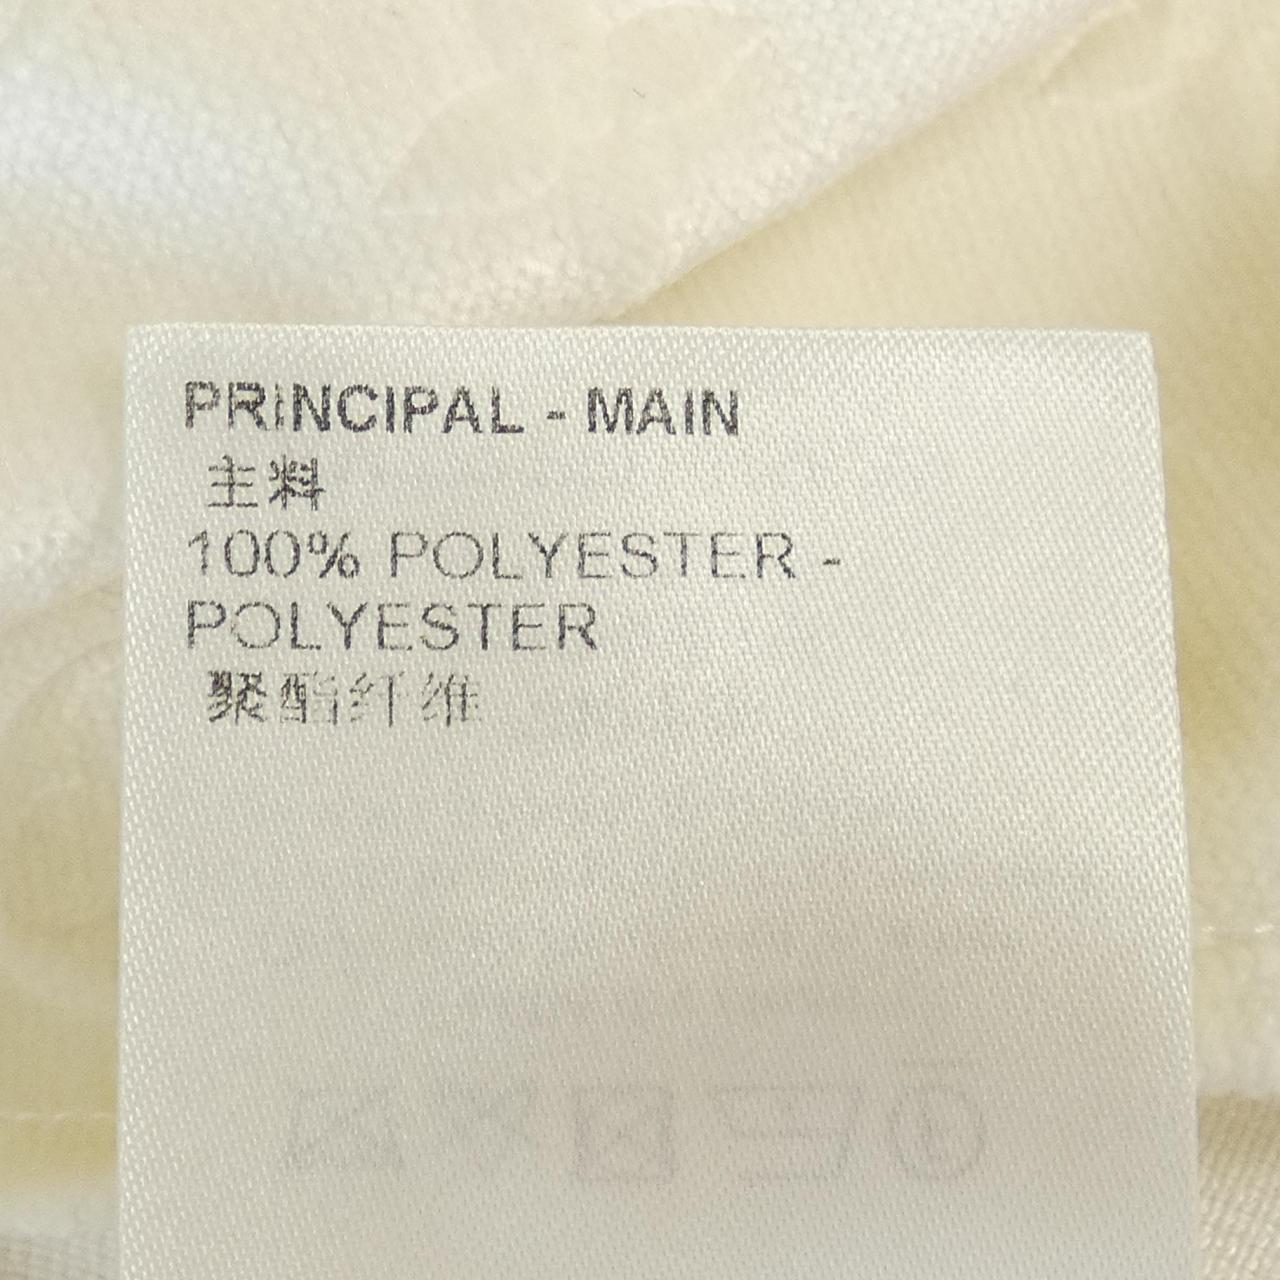 PRINCIPAL - MAIN
主料
100% POLYESTER -
POLYESTER
聚酯纤维